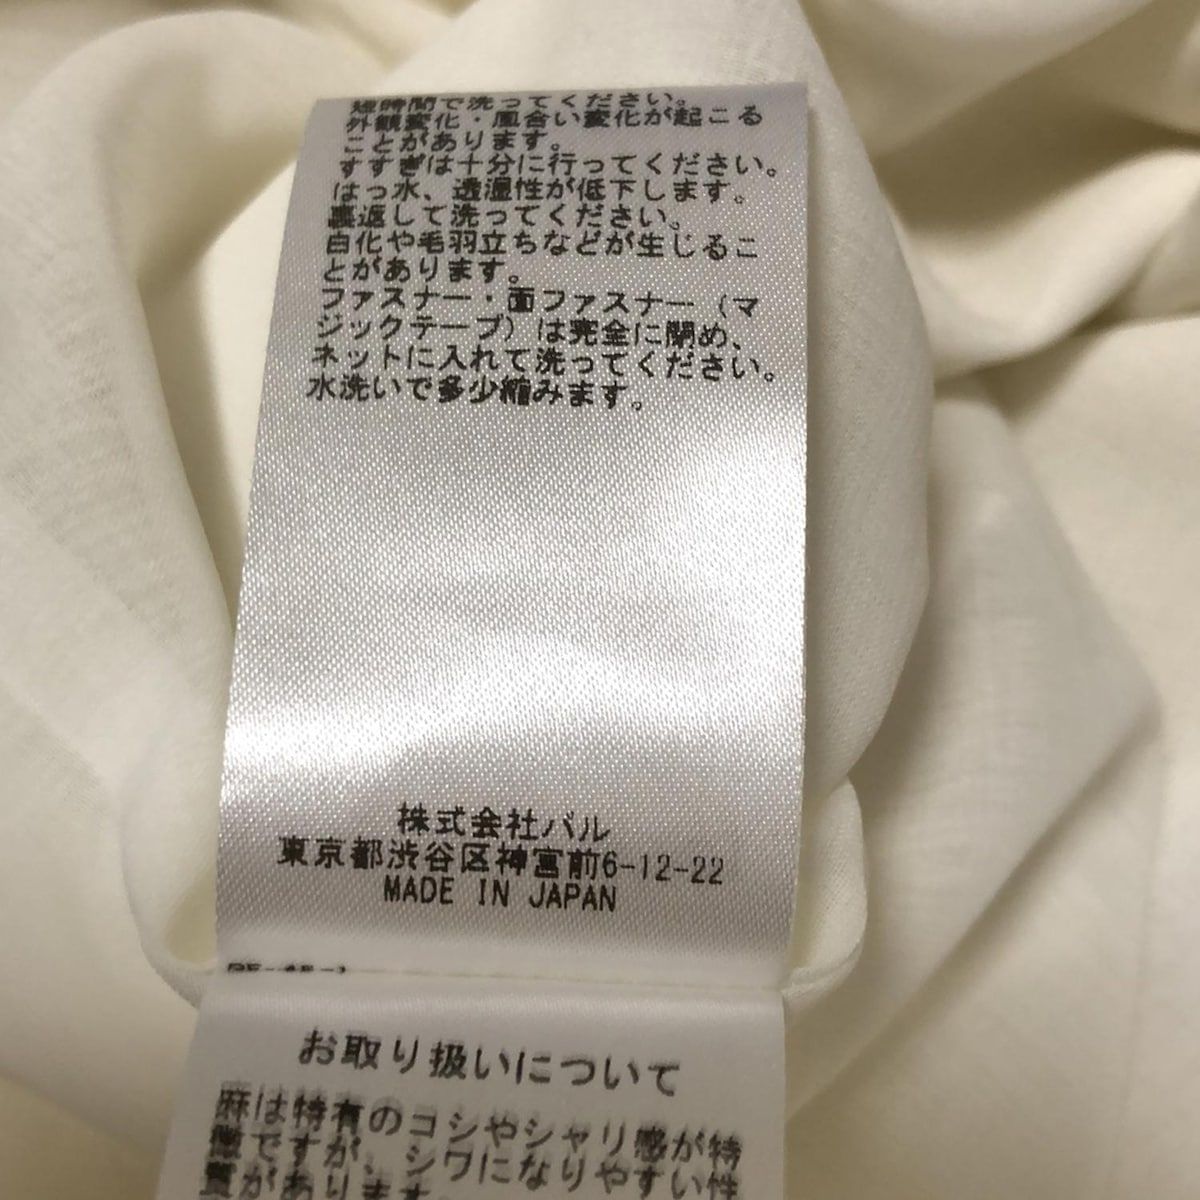 短時間で洗ってください。
外観変化・風合い変化が起こる
ことがあります。
すすぎは十分に行ってください。
はっ水、透湿性が低下します。
裏返して洗ってください。
白化や毛羽立ちなどが生じるこ
とがあります。
ファスナー・面ファスナー（マ
ジックテープ）は完全に閉め、
ネットに入れて洗ってください。
水洗いで多少縮みます。
株式会社パル
東京都渋谷区神宮前6-12-22
MADE IN JAPAN
お取り扱いについて
麻は特有のコシやシャリ感が特
徴ですが、シワになりやすい性
質があります。